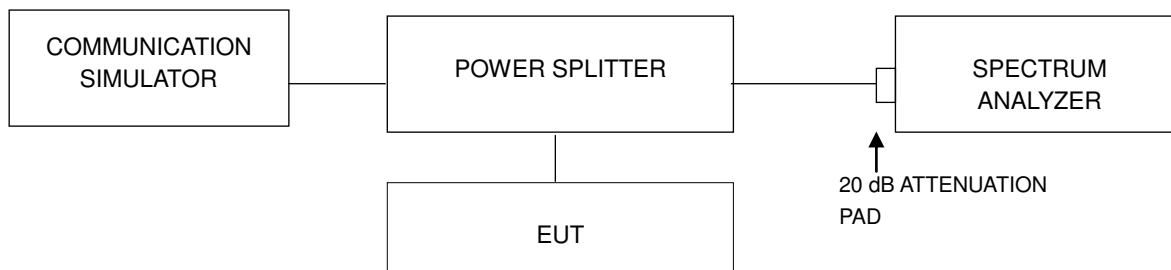 COMMUNICATION
SIMULATOR
POWER SPLITTER
SPECTRUM
ANALYZER
20 dB ATTENUATION
PAD
EUT